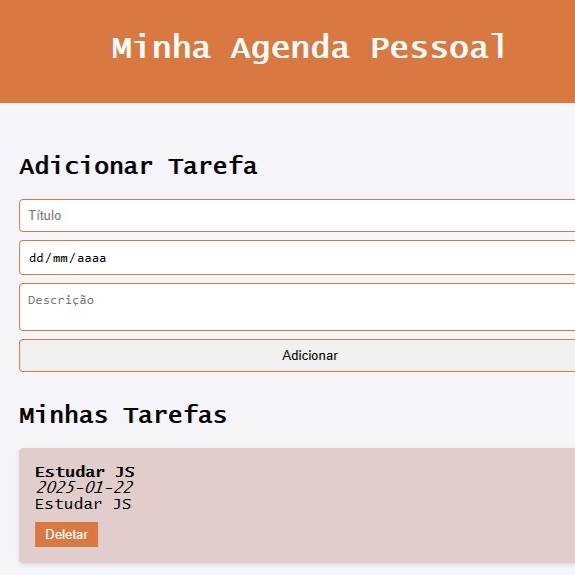 Minha Agenda Pessoal
Adicionar Tarefa
Título
dd/mm/aaaa
Descrição
Adicionar
Minhas Tarefas
Estudar JS
2025-01-22
Estudar JS
Deletar